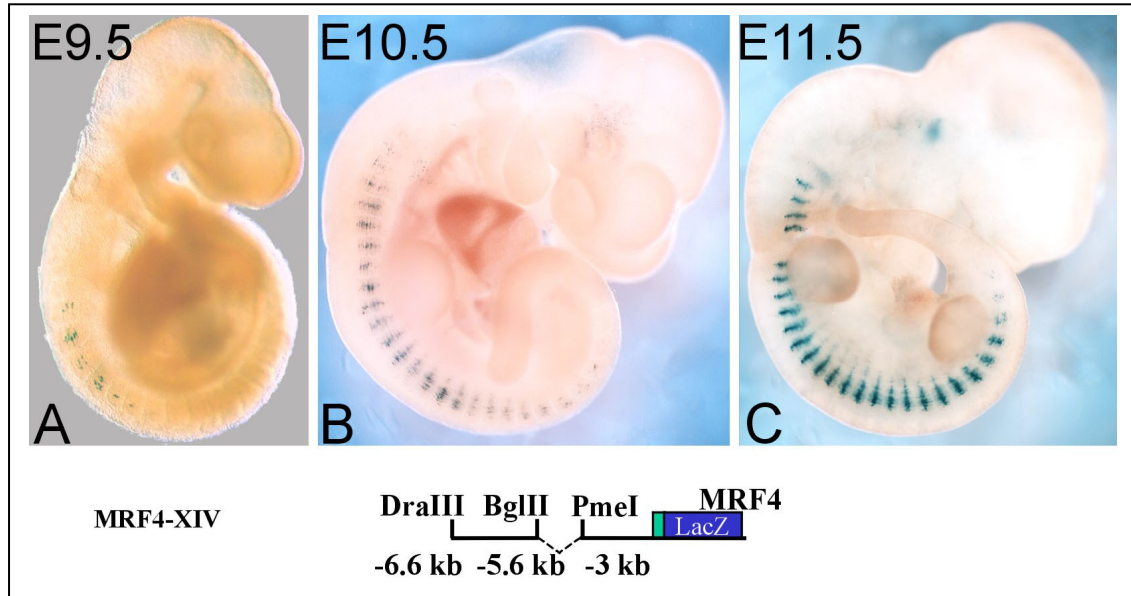 E9.5 E10.5 E11.5
A B C
MRF4
DraIII BglII PmeI
LacZ
MRF4-XIV
-6.6 kb -5.6 kb -3 kb